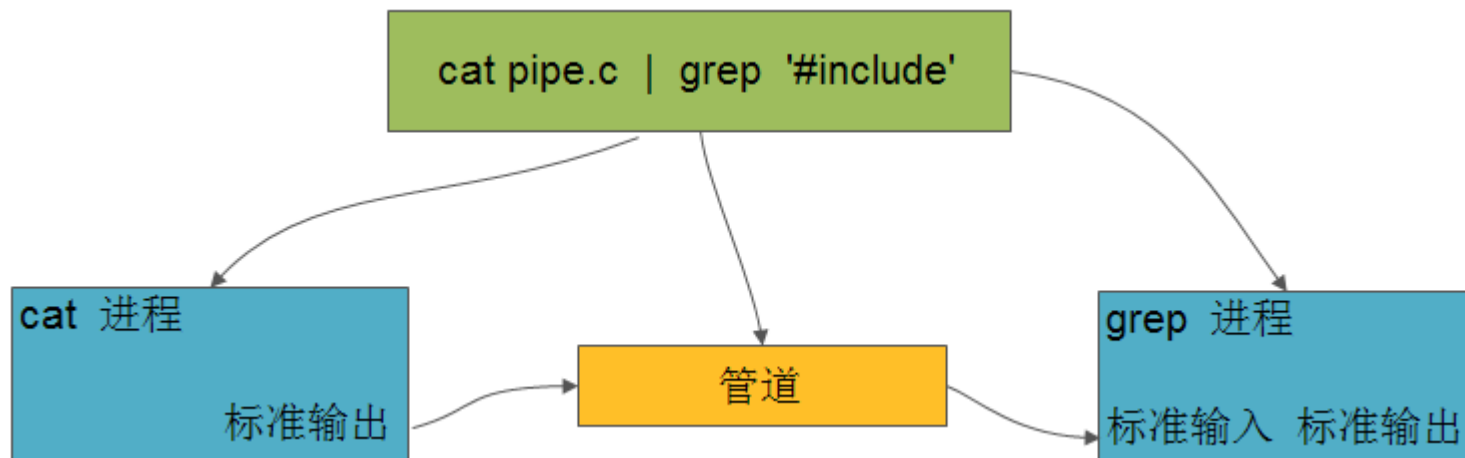 cat pipe.c | grep '#include'
cat 进程
标准输出
管道
grep 进程
标准输入 标准输出